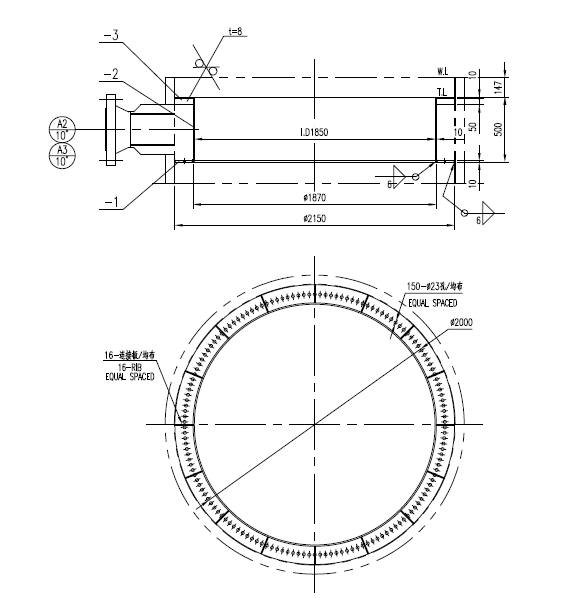 -3
t=8
-2
W.L
10
147
T.L
A2
10"
A3
10"
I.D1850
10
50
500
-1
6
10
ø1870
6
ø2150
150-ø23孔/均布
EQUAL SPACED
ø2000
16-连接板/均布
16-RIB
EQUAL SPACED